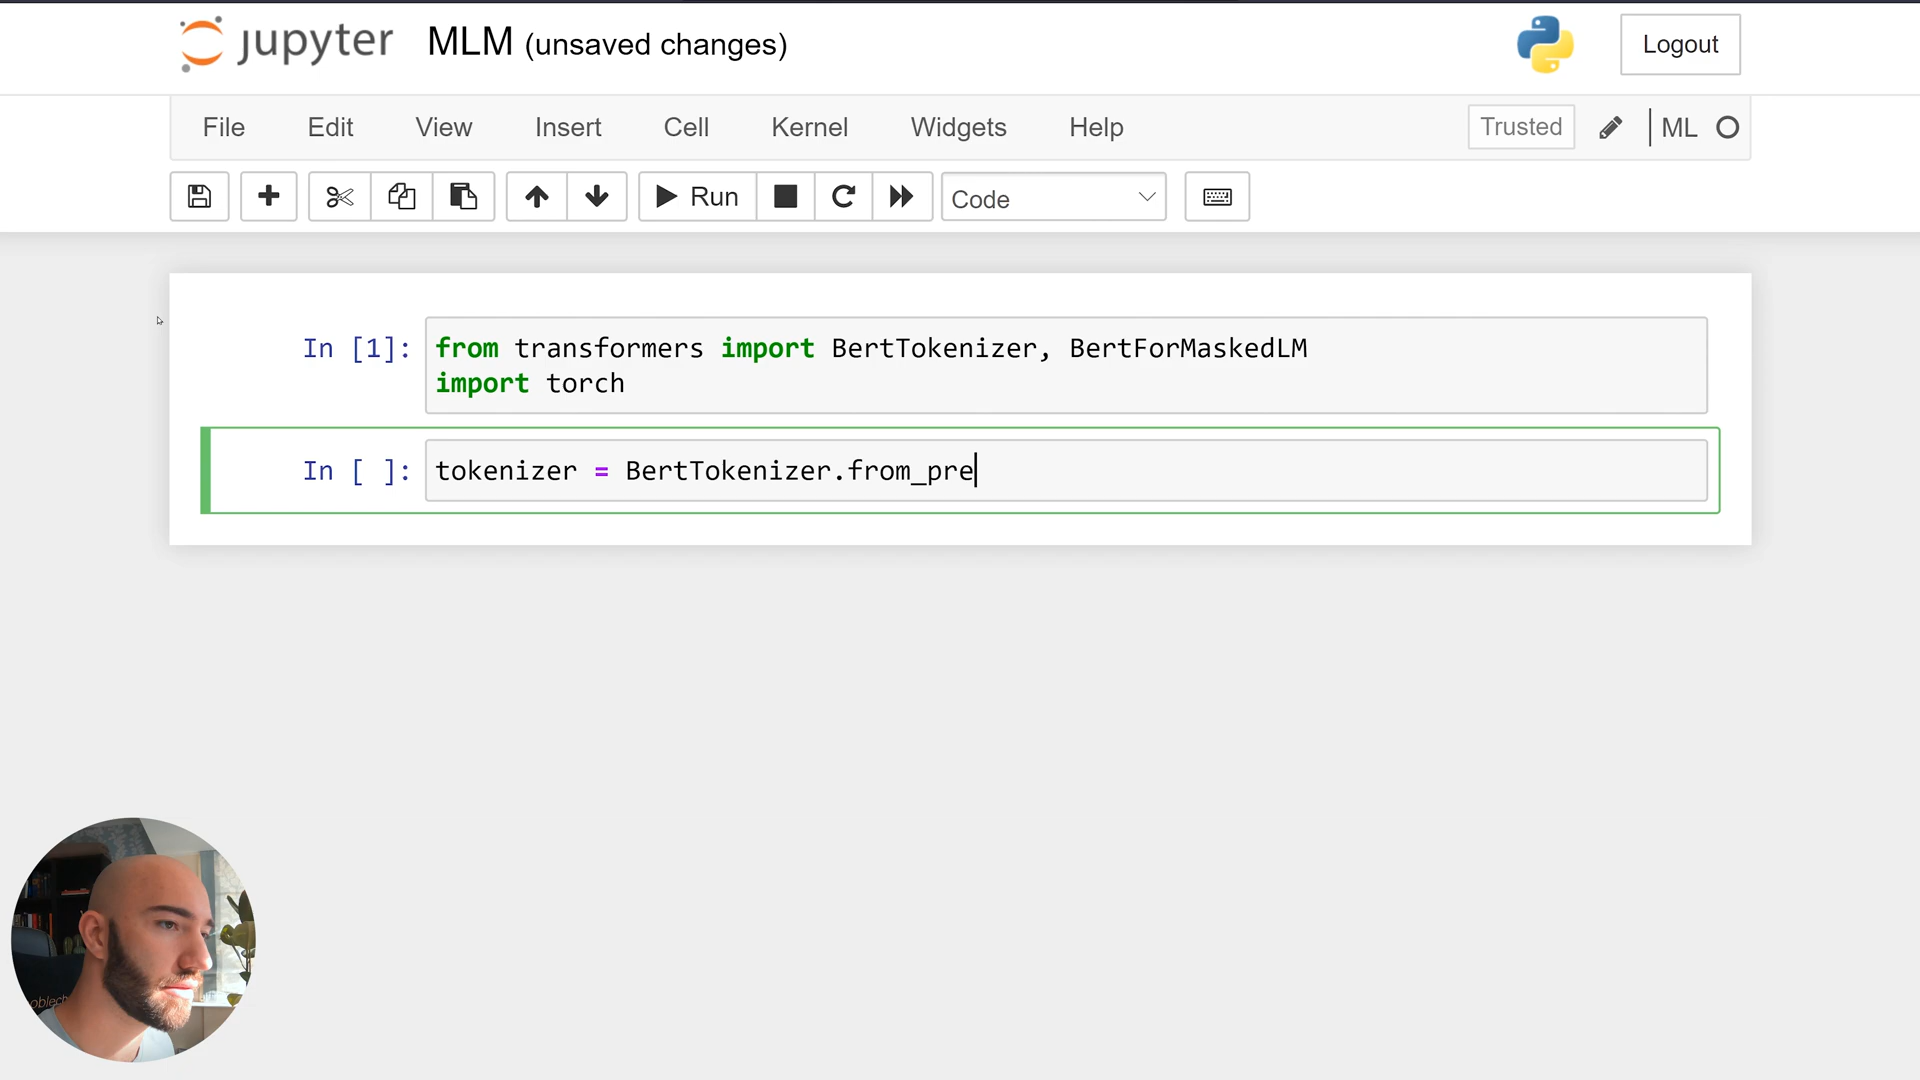 jupyter MLM (unsaved changes) Logout
File Edit View Insert Cell Kernel Widgets Help Trusted ML
Run Code
In [1]: from transformers import BertTokenizer, BertForMaskedLM
import torch
In [ ]: tokenizer = BertTokenizer.from_pre
oblech